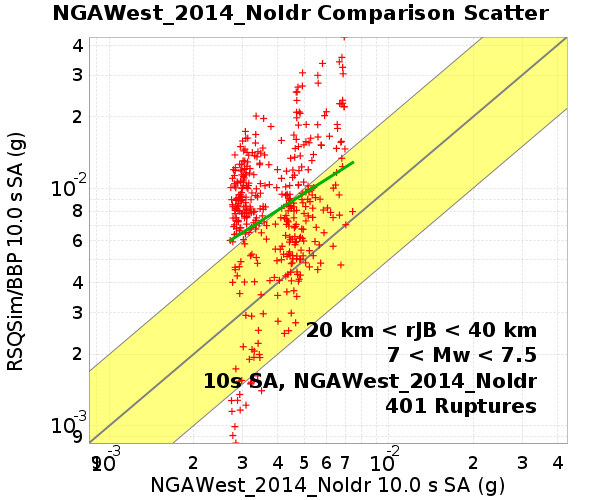 NGAWest_2014_NoIdr Comparison Scatter
RSQSim/BBP 10.0 s SA (g)
4
3
2
10-2
8
6
4
3
2
10-3
9
20 km < rJB < 40 km
7 < Mw < 7.5
10s SA, NGAWest_2014_NoIdr
401 Ruptures
9 10-3 2 3 4 5 6 7 10-2 2 3 4
NGAWest_2014_NoIdr 10.0 s SA (g)